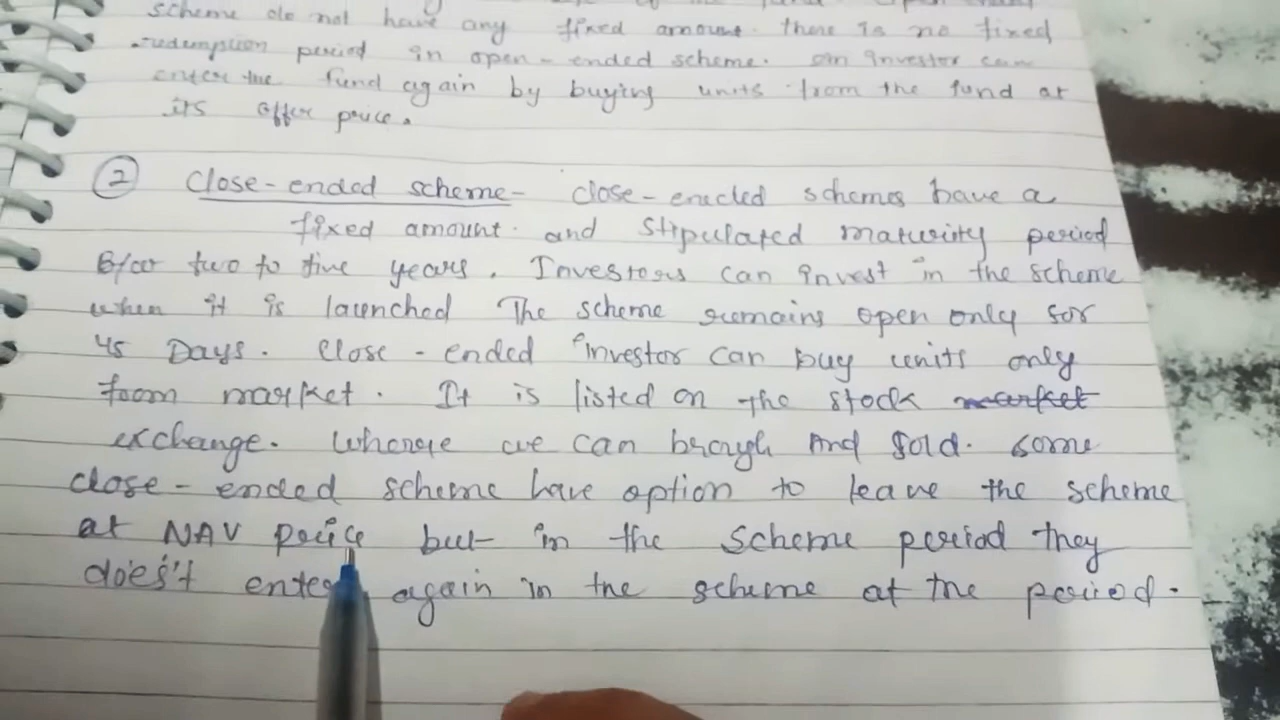 scheme do not have any fixed amount. there is no fixed
redemption period in open-ended scheme. an investor can
enter the fund again by buying units from the fund at
its offer price.
② Close-ended scheme- close-ended schemes have a
fixed amount. and stipulated maturity period
two to five years. Investors can invest in the scheme
when it is launched The scheme remains open only for
45 Days. Close-ended investor can buy units only
from market. It is listed on the stock market
exchange. Where we can brough And sold. some
close-ended scheme have option to leave the scheme
at NAV price but in the scheme period they
does't enter again in the scheme at the period.